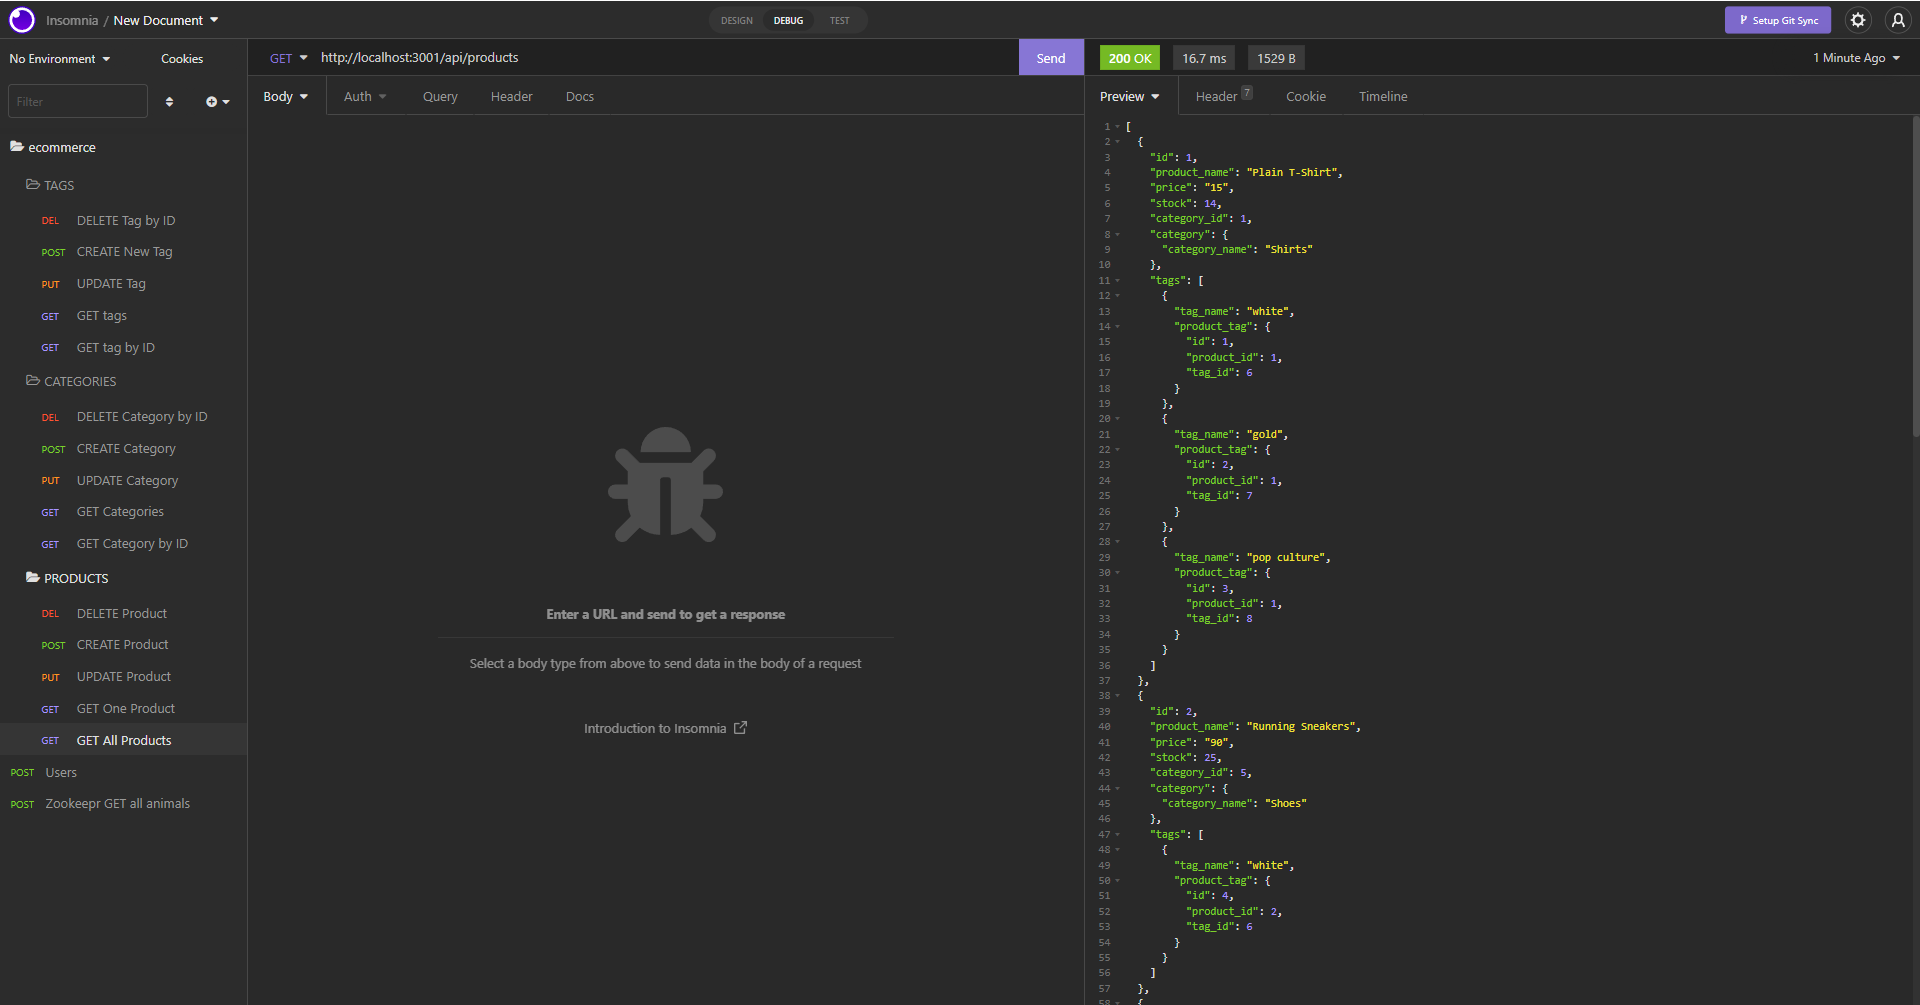 Insomnia / New Document
DESIGN DEBUG TEST
Setup Git Sync
No Environment Cookies
GET http://localhost:3001/api/products Send
200 OK 16.7 ms 1529 B 1 Minute Ago
Filter
Body Auth Query Header Docs
Preview Header 7 Cookie Timeline
ecommerce
TAGS
DEL DELETE Tag by ID
POST CREATE New Tag
PUT UPDATE Tag
GET GET tags
GET GET tag by ID
CATEGORIES
DEL DELETE Category by ID
POST CREATE Category
PUT UPDATE Category
GET GET Categories
GET GET Category by ID
PRODUCTS
DEL DELETE Product
POST CREATE Product
PUT UPDATE Product
GET GET One Product
GET GET All Products
POST Users
POST Zookeepr GET all animals
Enter a URL and send to get a response
Select a body type from above to send data in the body of a request
Introduction to Insomnia
1 [
2 {
3 "id": 1,
4 "product_name": "Plain T-Shirt",
5 "price": "15",
6 "stock": 14,
7 "category_id": 1,
8 "category": {
9 "category_name": "Shirts"
10 },
11 "tags": [
12 {
13 "tag_name": "white",
14 "product_tag": {
15 "id": 1,
16 "product_id": 1,
17 "tag_id": 6
18 }
19 },
20 {
21 "tag_name": "gold",
22 "product_tag": {
23 "id": 2,
24 "product_id": 1,
25 "tag_id": 7
26 }
27 },
28 {
29 "tag_name": "pop culture",
30 "product_tag": {
31 "id": 3,
32 "product_id": 1,
33 "tag_id": 8
34 }
35 }
36 ]
37 },
38 {
39 "id": 2,
40 "product_name": "Running Sneakers",
41 "price": "90",
42 "stock": 25,
43 "category_id": 5,
44 "category": {
45 "category_name": "Shoes"
46 },
47 "tags": [
48 {
49 "tag_name": "white",
50 "product_tag": {
51 "id": 4,
52 "product_id": 2,
53 "tag_id": 6
54 }
55 }
56 ]
57 },
58 {